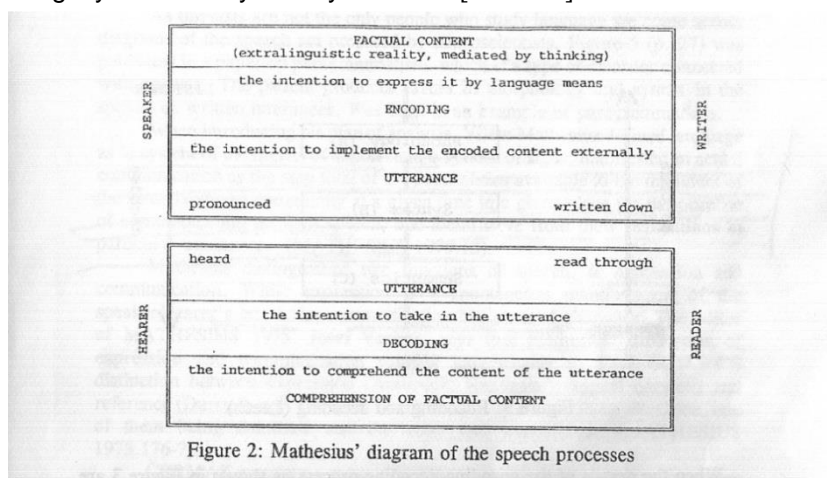 FACTUAL CONTENT
(extralinguistic reality, mediated by thinking)
the intention to express it by language means
ENCODING
the intention to implement the encoded content externally
UTTERANCE
pronounced written down
SPEAKER
WRITER
heard read through
UTTERANCE
the intention to take in the utterance
DECODING
the intention to comprehend the content of the utterance
COMPREHENSION OF FACTUAL CONTENT
HEARER
READER
Figure 2: Mathesius' diagram of the speech processes